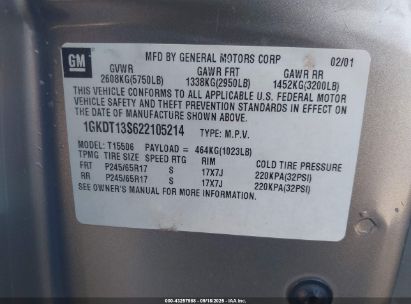 GM
MFD BY GENERAL MOTORS CORP 02/01
GVWR GAWR FRT GAWR RR
2608KG(5750LB) 1338KG(2950LB) 1452KG(3200LB)
THIS VEHICLE CONFORMS TO ALL APPLICABLE U.S. FEDERAL MOTOR
VEHICLE SAFETY AND THEFT PREVENTION STANDARDS IN EFFECT ON
THE DATE OF MANUFACTURE SHOWN ABOVE.
1GKDT13S622105214 TYPE: M.P.V.
MODEL: T15506 PAYLOAD = 464KG(1023LB)
TPMG TIRE SIZE SPEED RTG RIM COLD TIRE PRESSURE
FRT P245/65R17 S 17X7J 220KPA(32PSI)
RR P245/65R17 S 17X7J 220KPA(32PSI)
SEE OWNER'S MANUAL FOR MORE INFORMATION.